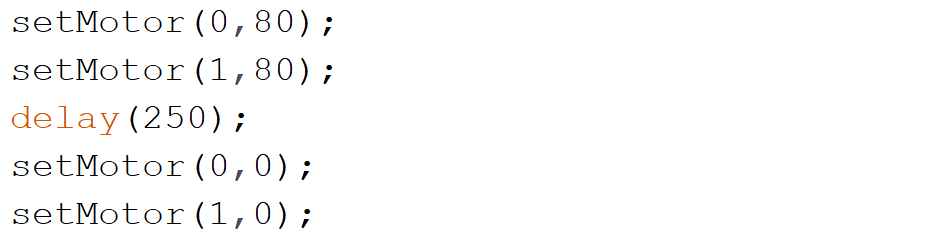 setMotor(0,80);
setMotor(1,80);
delay(250);
setMotor(0,0);
setMotor(1,0);